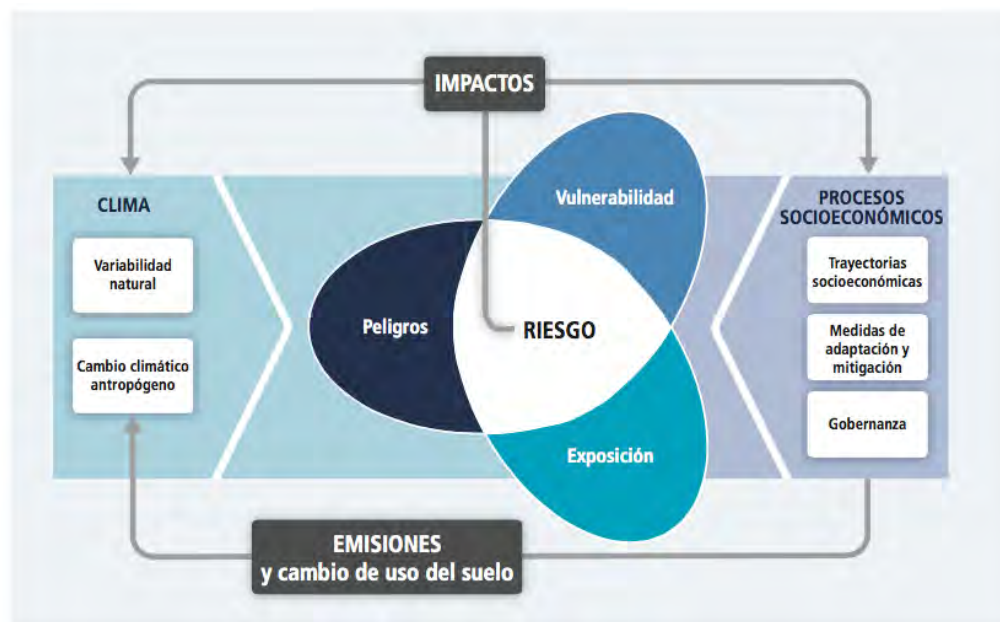 IMPACTOS
CLIMA
Variabilidad
natural
Cambio climático
antropógeno
Vulnerabilidad
Peligros
RIESGO
Exposición
PROCESOS
SOCIOECONÓMICOS
Trayectorias
socioeconómicas
Medidas de
adaptación y
mitigación
Gobernanza
EMISIONES
y cambio de uso del suelo